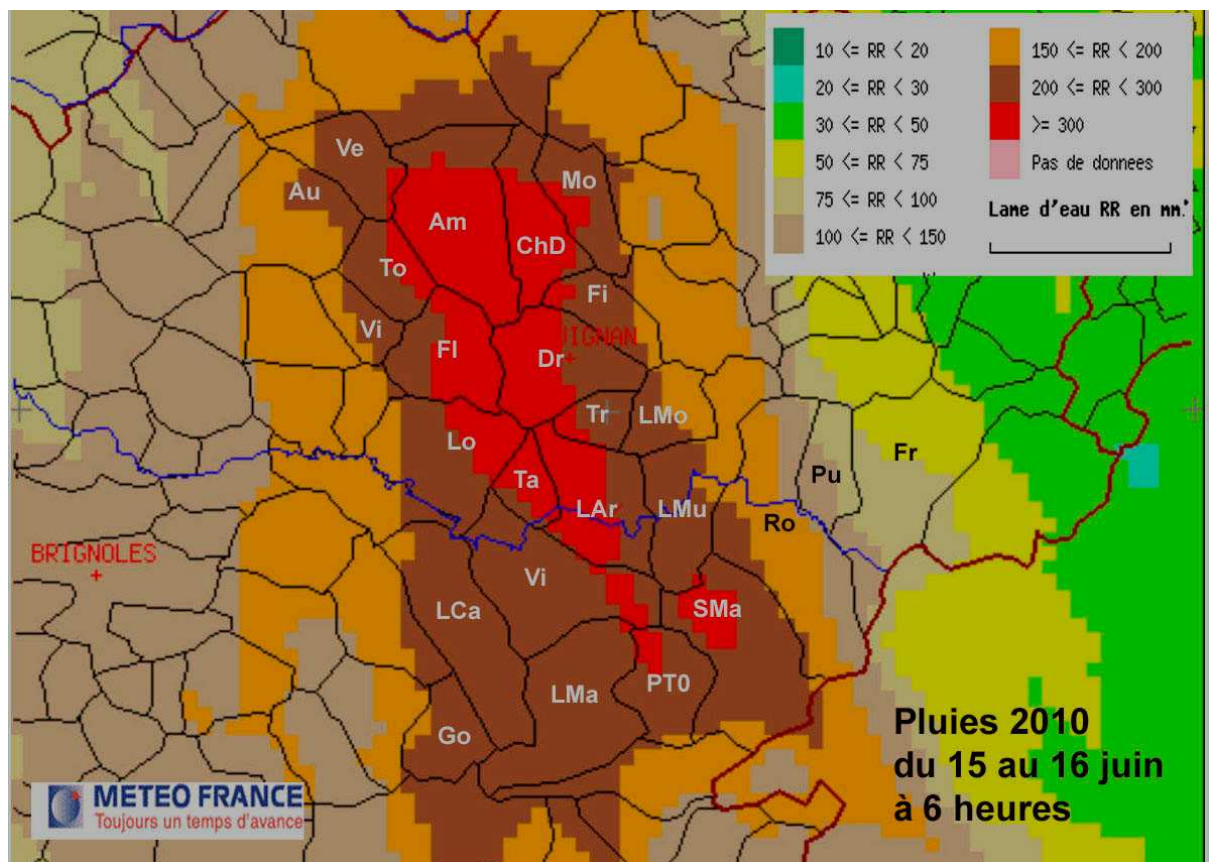 10 <= RR < 20
20 <= RR < 30
30 <= RR < 50
50 <= RR < 75
75 <= RR < 100
100 <= RR < 150
150 <= RR < 200
200 <= RR < 300
>= 300
Pas de donnees
Lame d'eau RR en mm.
Ve
Au
Mo
Am
ChD
To
Fi
Vi
Fl
Dr
Tr
LMo
Lo
Fr
Pu
Ta
LAr
LMu
Ro
BRIGNOLES
Vi
LCa
SMa
LMa
PT0
Go
Pluies 2010
du 15 au 16 juin
à 6 heures
METEO FRANCE
Toujours un temps d'avance